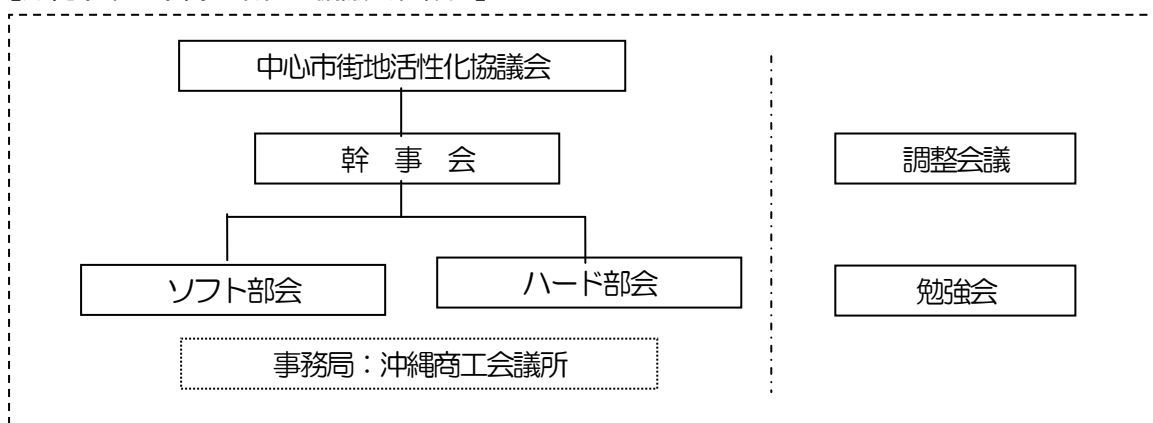 中心市街地活性化協議会
幹 事 会
調整会議
ソフト部会
ハード部会
勉強会
事務局：沖縄商工会議所